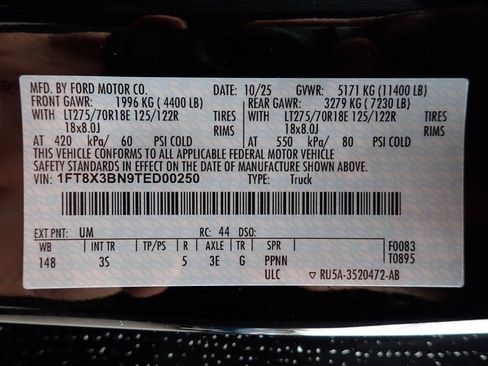 MFD. BY FORD MOTOR CO. 10/25 GVWR: 5171 KG (11400 LB)
FRONT GAWR: 1996 KG (4400 LB) REAR GAWR: 3279 KG (7230 LB)
LT275/70R18E 125/122R TIRES LT275/70R18E 125/122R TIRES
18x8.0J RIMS 18x8.0J RIMS
AT 420 kPa/ 60 PSI COLD AT 550 kPa/ 80 PSI COLD
THIS VEHICLE CONFORMS TO ALL APPLICABLE FEDERAL MOTOR VEHICLE
SAFETY STANDARDS IN EFFECT ON THE DATE OF MANUFACTURE SHOWN ABOVE.
VIN: 1FT8X3BN9TED00250 TYPE: Truck
EXT PNT: UM RC: 44 DSO:
WB INT TR TP/PS R AXLE TR SPR F0083
148 3S 5 3E G PPNN T0895
ULC ▽ RU5A-3520472-AB